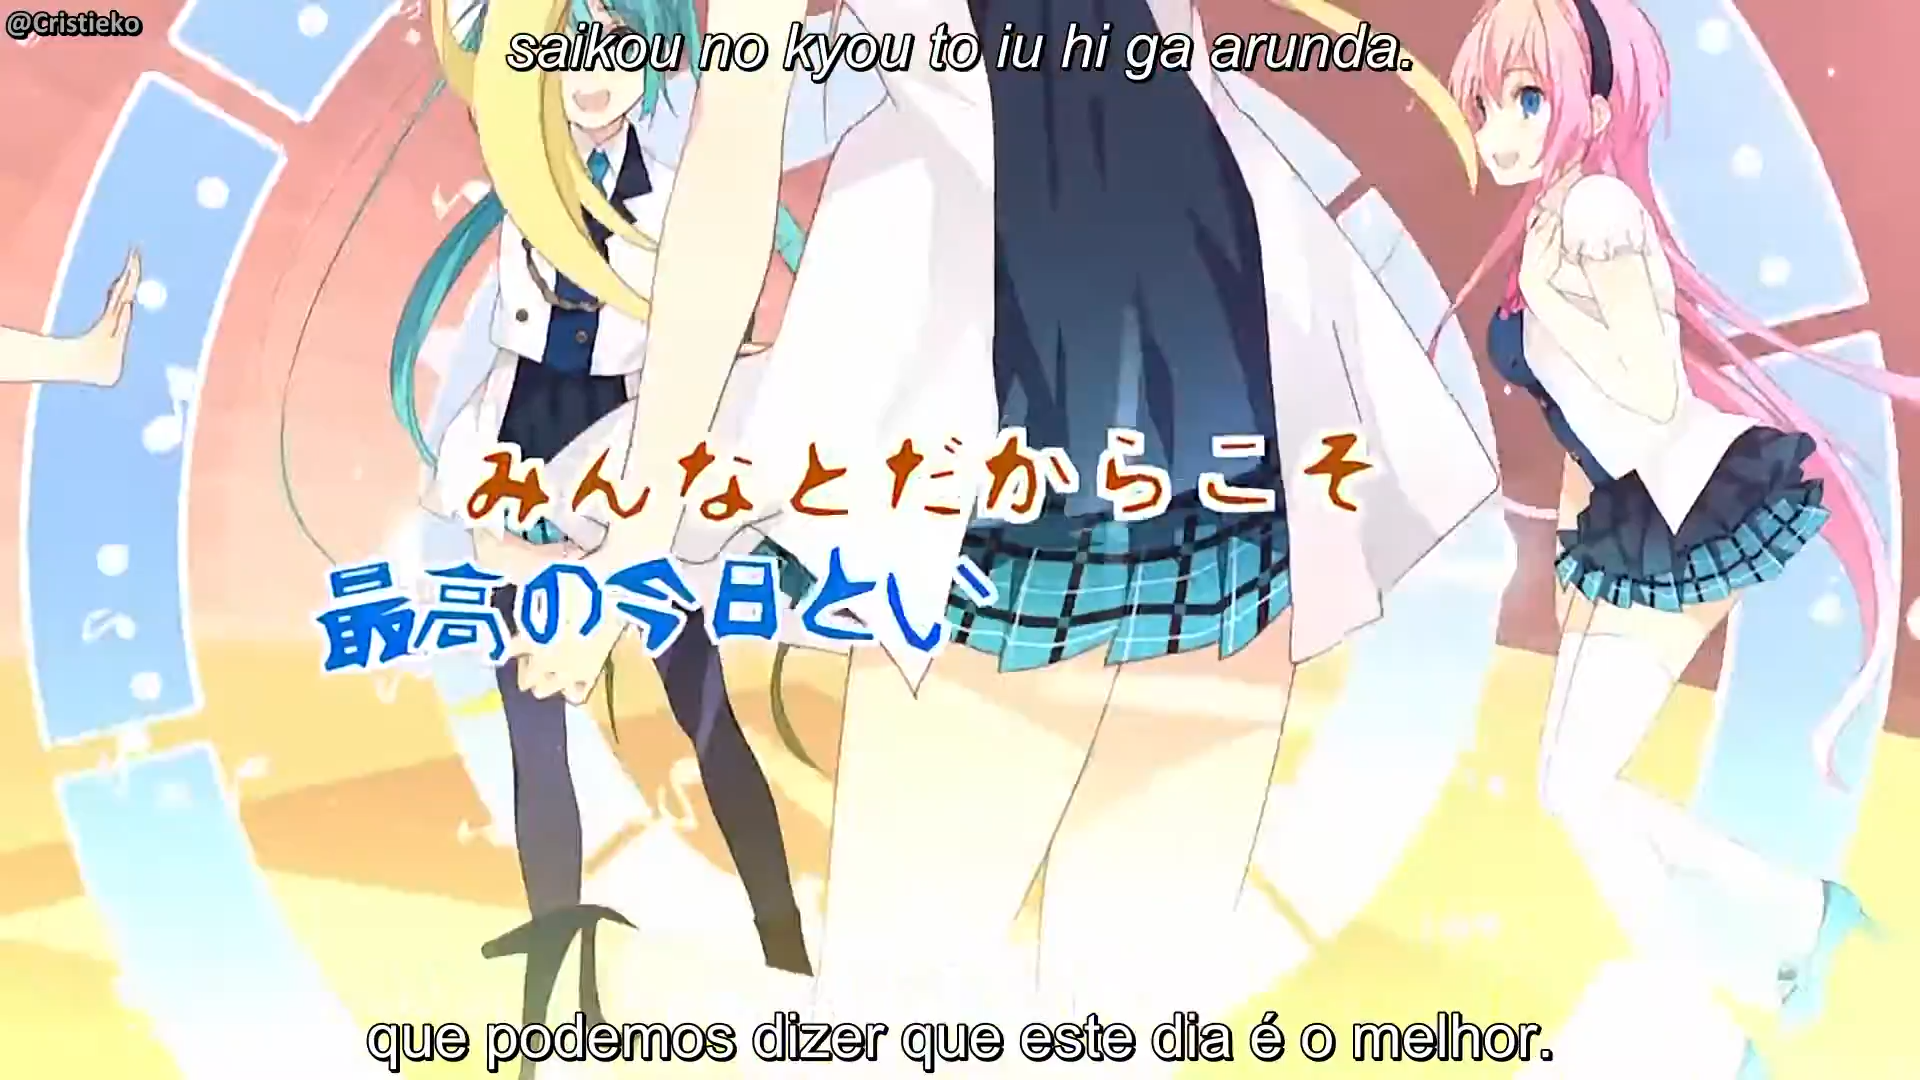 @Cristieko
saikou no kyou to iu hi ga arunda.
みんなとだからこそ
最高の今日とい
que podemos dizer que este dia é o melhor.